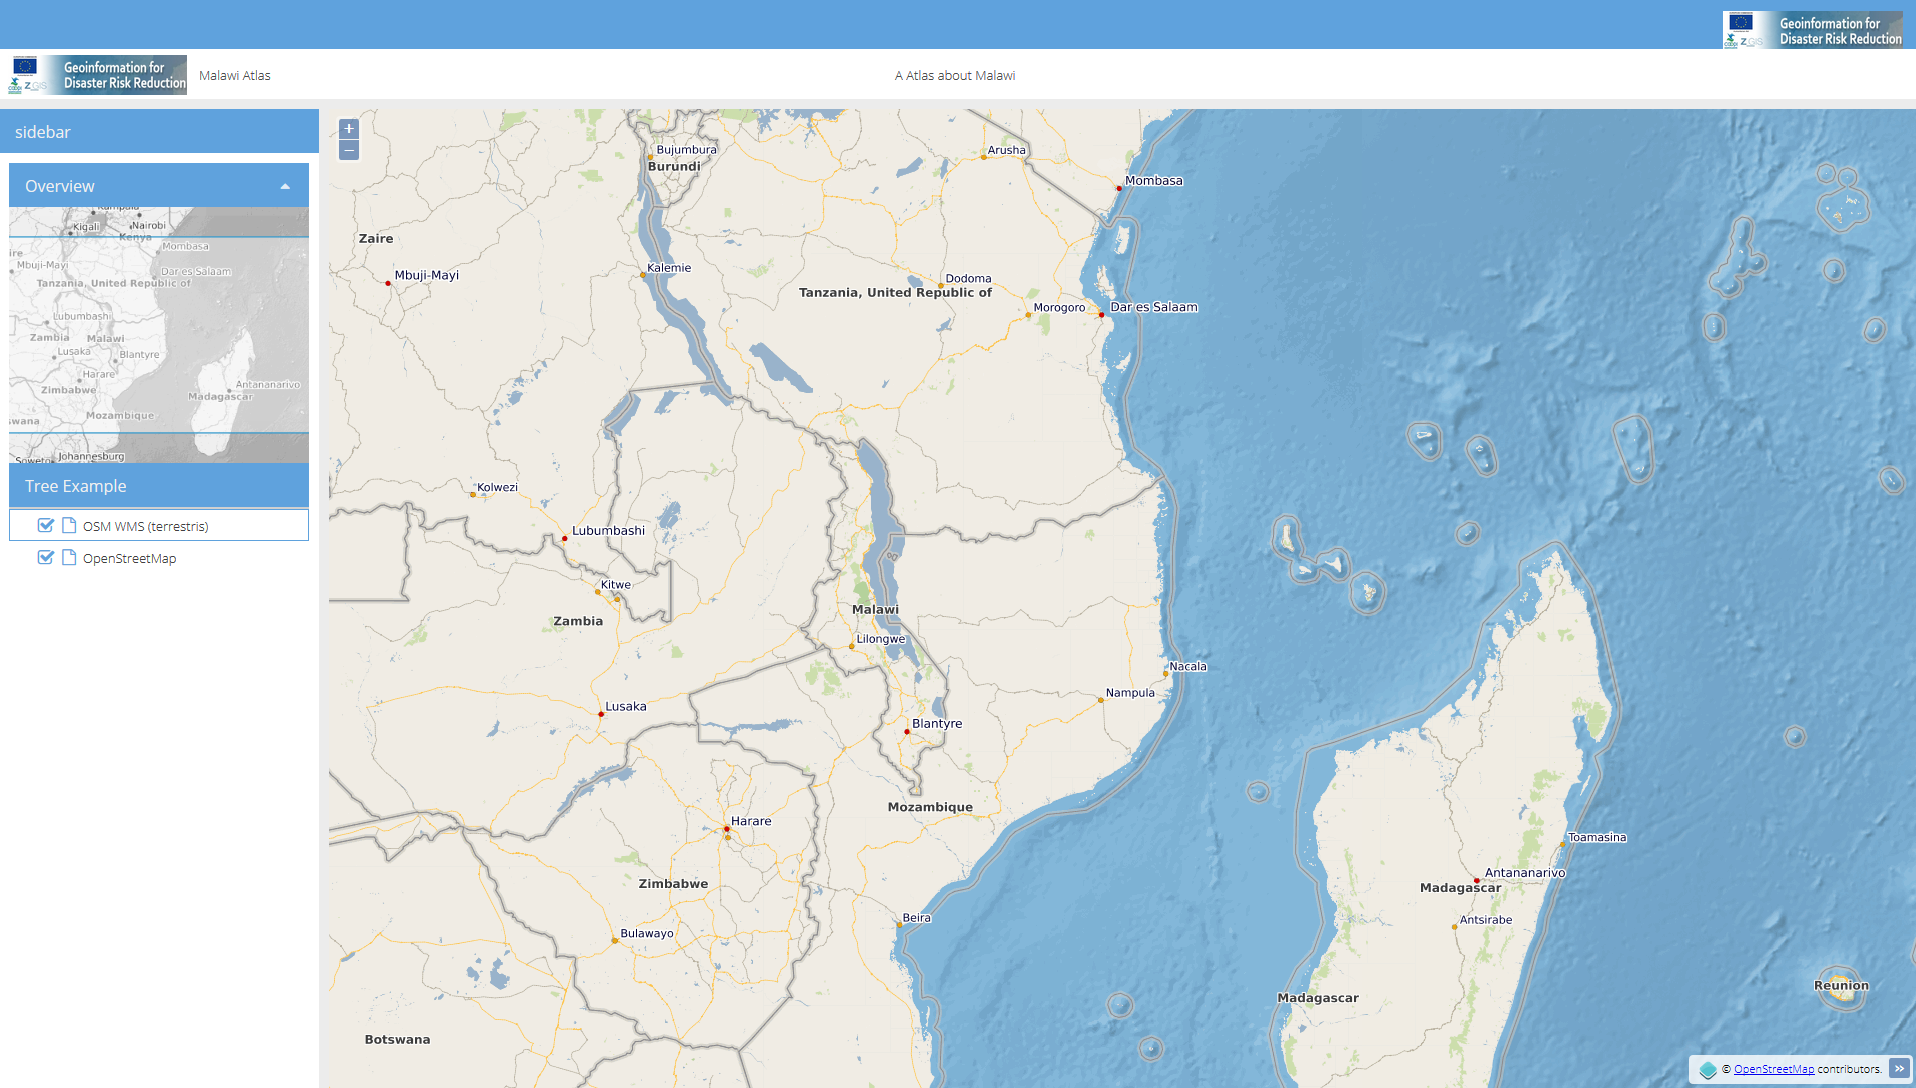 Geoinformation for
Disaster Risk Reduction
Geoinformation for
Disaster Risk Reduction
Malawi Atlas
A Atlas about Malawi
sidebar
Overview
Kampala
Kigali
Nairobi
Kenya
Mombasa
Mbuji-Mayi
Dar es Salaam
Tanzania, United Republic of
Lubumbashi
Zambia
Malawi
Lusaka
Blantyre
Harare
Zimbabwe
Antananarivo
Madagascar
Mozambique
swana
Johannesburg
Soweto
Tree Example
OSM WMS (terrestris)
OpenStreetMap
+
−
Bujumbura
Burundi
Arusha
Mombasa
Zaire
Mbuji-Mayi
Kalemie
Dodoma
Tanzania, United Republic of
Morogoro
Dar es Salaam
Kolwezi
Lubumbashi
Kitwe
Zambia
Malawi
Lilongwe
Nacala
Nampula
Lusaka
Blantyre
Mozambique
Harare
Toamasina
Zimbabwe
Antananarivo
Madagascar
Beira
Antsirabe
Bulawayo
Reunion
Madagascar
Botswana
© OpenStreetMap contributors.
»